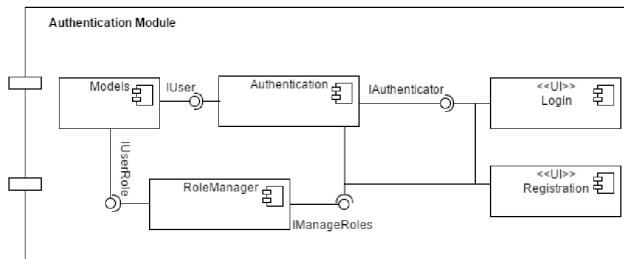 Authentication Module
Models
IUser
Authentication
IAuthenticator
<<UI>>
Login
IUserRole
RoleManager
IManageRoles
<<UI>>
Registration